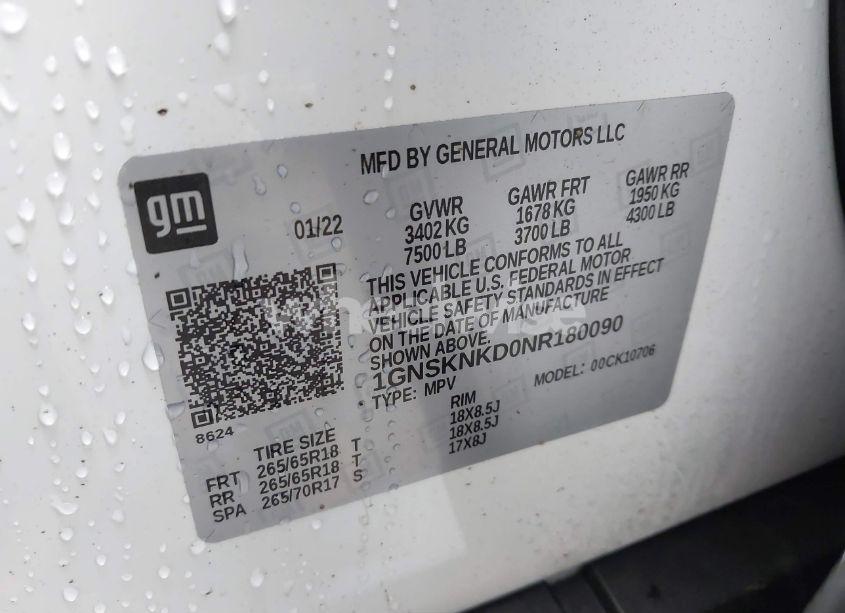 MFD BY GENERAL MOTORS LLC
gm
01/22
GVWR
3402 KG
7500 LB
GAWR FRT
1678 KG
3700 LB
GAWR RR
1950 KG
4300 LB
THIS VEHICLE CONFORMS TO ALL
APPLICABLE U.S. FEDERAL MOTOR
VEHICLE SAFETY STANDARDS IN EFFECT
ON THE DATE OF MANUFACTURE
SHOWN ABOVE.
1GNSKNKD0NR180090
TYPE: MPV
MODEL: 00CK10706
8624
TIRE SIZE
RIM
FRT 265/65R18 T 18X8.5J
RR 265/65R18 T 18X8.5J
SPA 265/70R17 S 17X8J